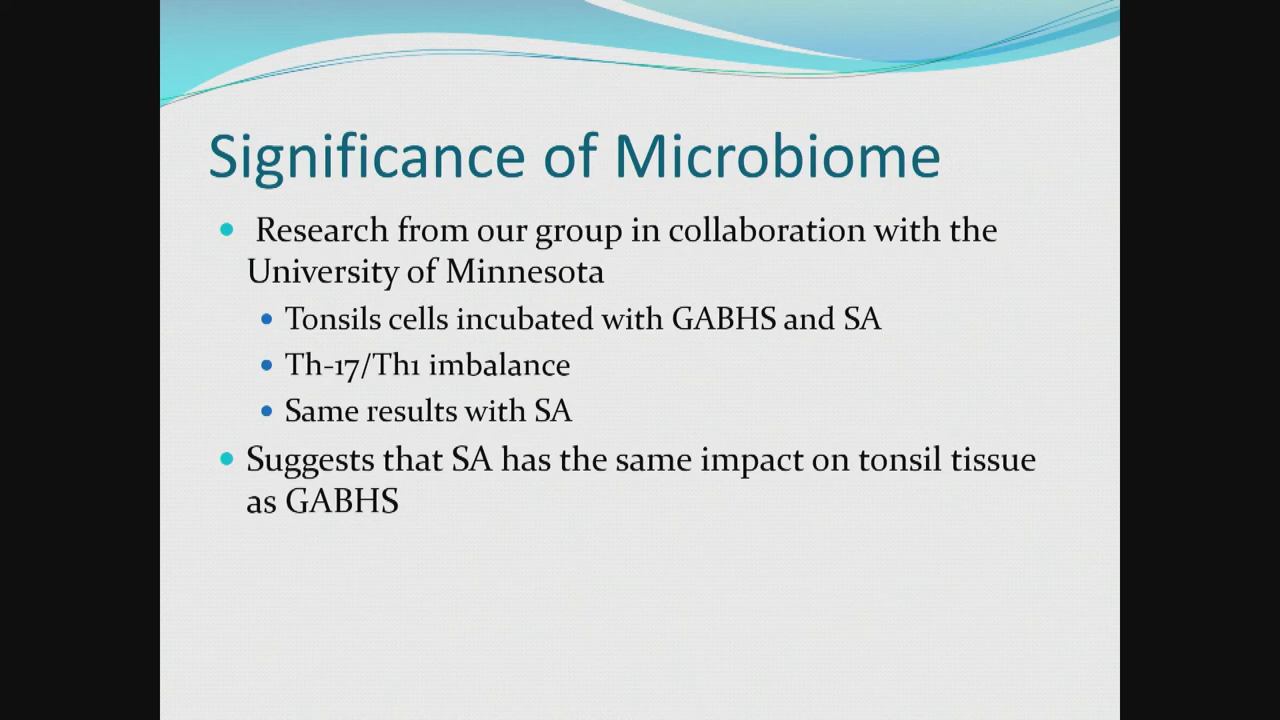 Significance of Microbiome
Research from our group in collaboration with the
University of Minnesota
Tonsils cells incubated with GABHS and SA
Th-17/Th1 imbalance
Same results with SA
Suggests that SA has the same impact on tonsil tissue
as GABHS